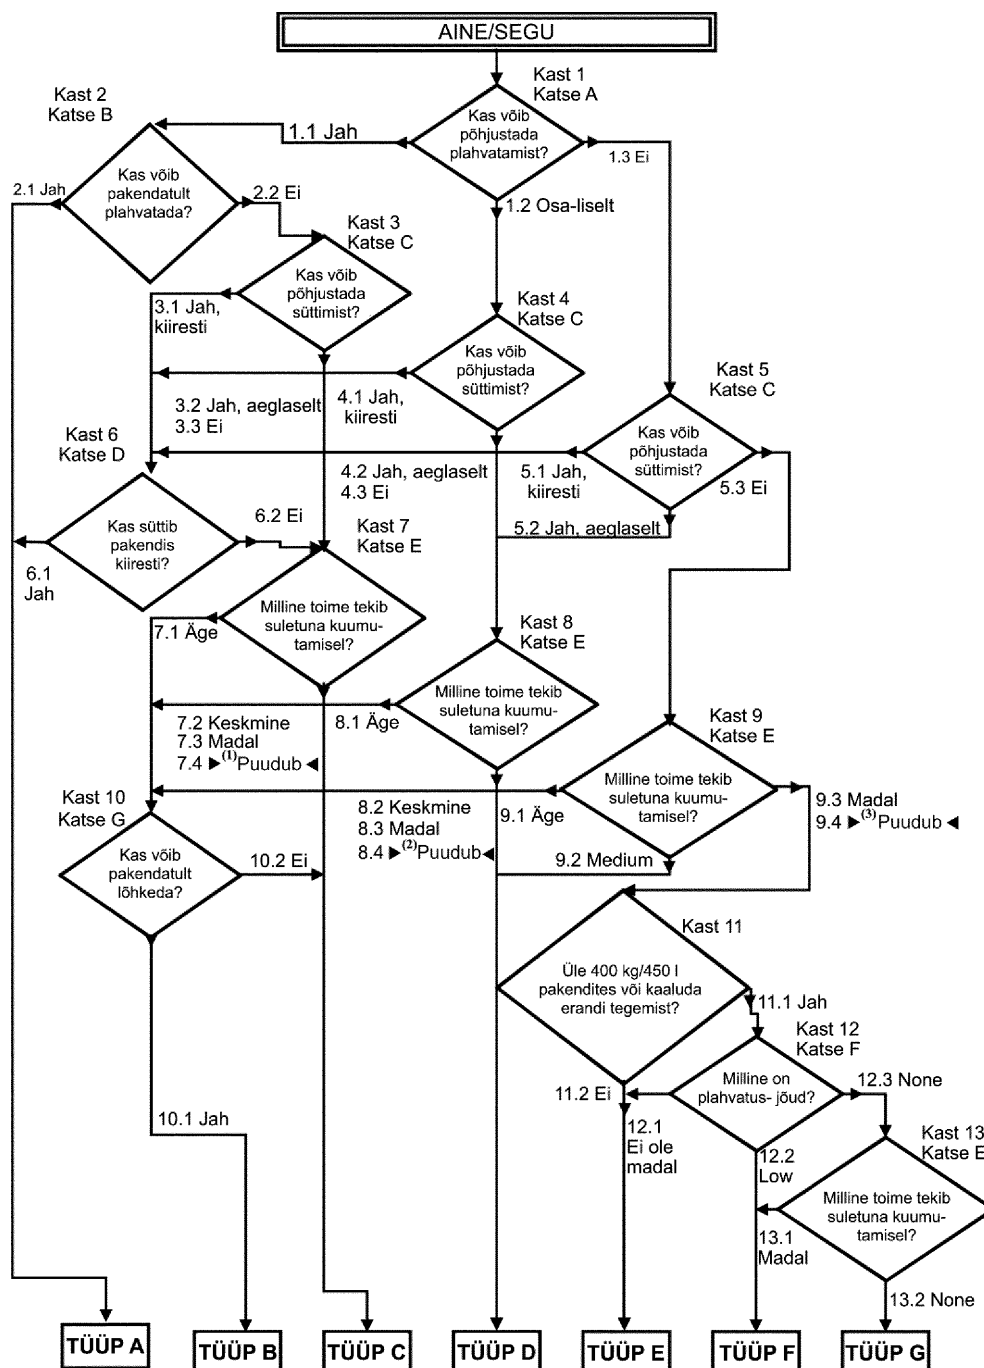 AINE/SEGU
Kast 1
Katse A
Kas võib
põhjustada
plahvatamist?
Kast 2
Katse B
1.1 Jah
1.3 Ei
Kas võib
pakendatult
plahvatada?
2.1 Jah
2.2 Ei
1.2 Osa-liselt
Kast 3
Katse C
Kas võib
põhjustada
süttimist?
3.1 Jah,
kiiresti
Kast 4
Katse C
Kas võib
põhjustada
süttimist?
Kast 5
Katse C
3.2 Jah, aeglaselt
3.3 Ei
4.1 Jah,
kiiresti
Kas võib
põhjustada
süttimist?
Kast 6
Katse D
4.2 Jah, aeglaselt
4.3 Ei
5.1 Jah,
kiiresti
5.3 Ei
5.2 Jah, aeglaselt
Kas süttib
pakendis
kiiresti?
6.2 Ei
6.1
Jah
Kast 7
Katse E
Milline toime tekib
suletuna kuumu-
tamisel?
7.1 Äge
Kast 8
Katse E
Milline toime tekib
suletuna kuumu-
tamisel?
8.1 Äge
7.2 Keskmine
7.3 Madal
7.4 ►(1)Puudub ◄
Kast 9
Katse E
Milline toime tekib
suletuna kuumu-
tamisel?
9.1 Äge
9.3 Madal
9.4 ►(3)Puudub ◄
8.2 Keskmine
8.3 Madal
8.4 ►(2)Puudub◄
9.2 Medium
Kast 10
Katse G
Kas võib
pakendatult
lõhkeda?
10.2 Ei
10.1 Jah
Kast 11
Üle 400 kg/450 l
pakendites või kaaluda
erandi tegemist?
11.1 Jah
11.2 Ei
Kast 12
Katse F
Milline on
plahvatus- jõud?
12.3 None
12.1
Ei ole
madal
12.2
Low
Kast 13
Katse E
Milline toime tekib
suletuna kuumu-
tamisel?
13.1
Madal
13.2 None
TÜÜP A
TÜÜP B
TÜÜP C
TÜÜP D
TÜÜP E
TÜÜP F
TÜÜP G